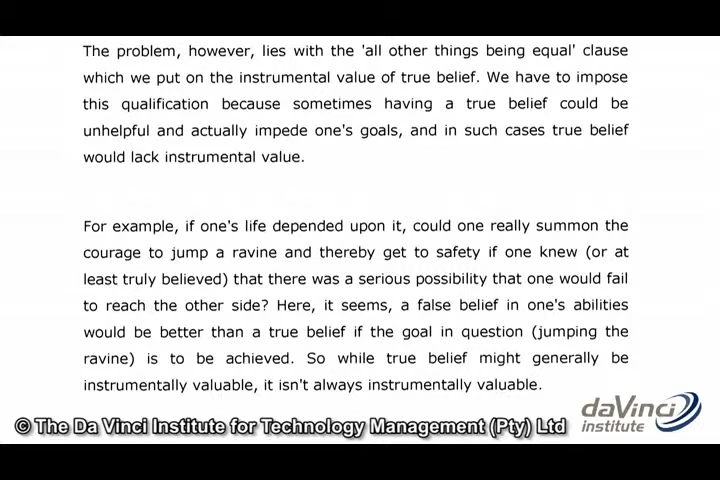 The problem, however, lies with the 'all other things being equal' clause
which we put on the instrumental value of true belief. We have to impose
this qualification because sometimes having a true belief could be
unhelpful and actually impede one's goals, and in such cases true belief
would lack instrumental value.
For example, if one's life depended upon it, could one really summon the
courage to jump a ravine and thereby get to safety if one knew (or at
least truly believed) that there was a serious possibility that one would fail
to reach the other side? Here, it seems, a false belief in one's abilities
would be better than a true belief if the goal in question (jumping the
ravine) is to be achieved. So while true belief might generally be
instrumentally valuable, it isn't always instrumentally valuable.
daVinci
institute
© The Da Vinci Institute for Technology Management (Pty) Ltd